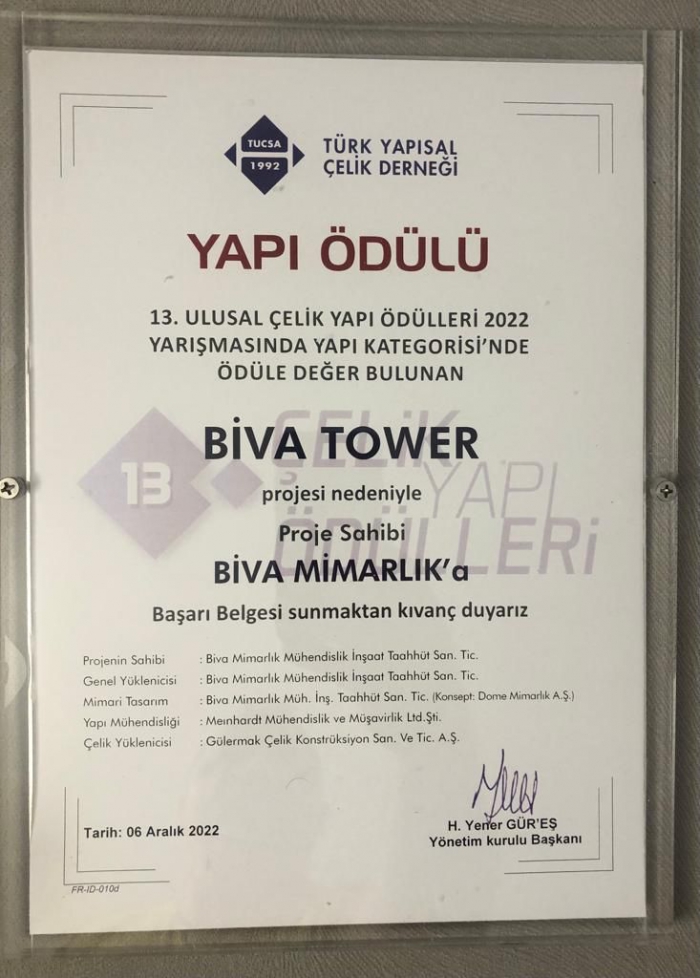 TUCSA
1992
TÜRK YAPISAL
ÇELİK DERNEĞİ
YAPI ÖDÜLÜ
13. ULUSAL ÇELİK YAPI ÖDÜLLERİ 2022
YARIŞMASINDA YAPI KATEGORİSİ'NDE
ÖDÜLE DEĞER BULUNAN
13
ÇELİK
YAPI
ÖDÜLLERİ
BİVA TOWER
projesi nedeniyle
Proje Sahibi
BİVA MİMARLIK'a
Başarı Belgesi sunmaktan kıvanç duyarız
Projenin Sahibi : Biva Mimarlık Mühendislik İnşaat Taahhüt San. Tic.
Genel Yüklenicisi : Biva Mimarlık Mühendislik İnşaat Taahhüt San. Tic.
Mimari Tasarım : Biva Mimarlık Müh. İnş. Taahhüt San. Tic. (Konsept: Dome Mimarlık A.Ş.)
Yapı Mühendisliği : Meınhardt Mühendislik ve Müşavirlik Ltd.Şti.
Çelik Yüklenicisi : Gülermak Çelik Konstrüksiyon San. Ve Tic. A.Ş.
Tarih: 06 Aralık 2022
H. Yener GÜR'EŞ
Yönetim kurulu Başkanı
FR-ID-010d